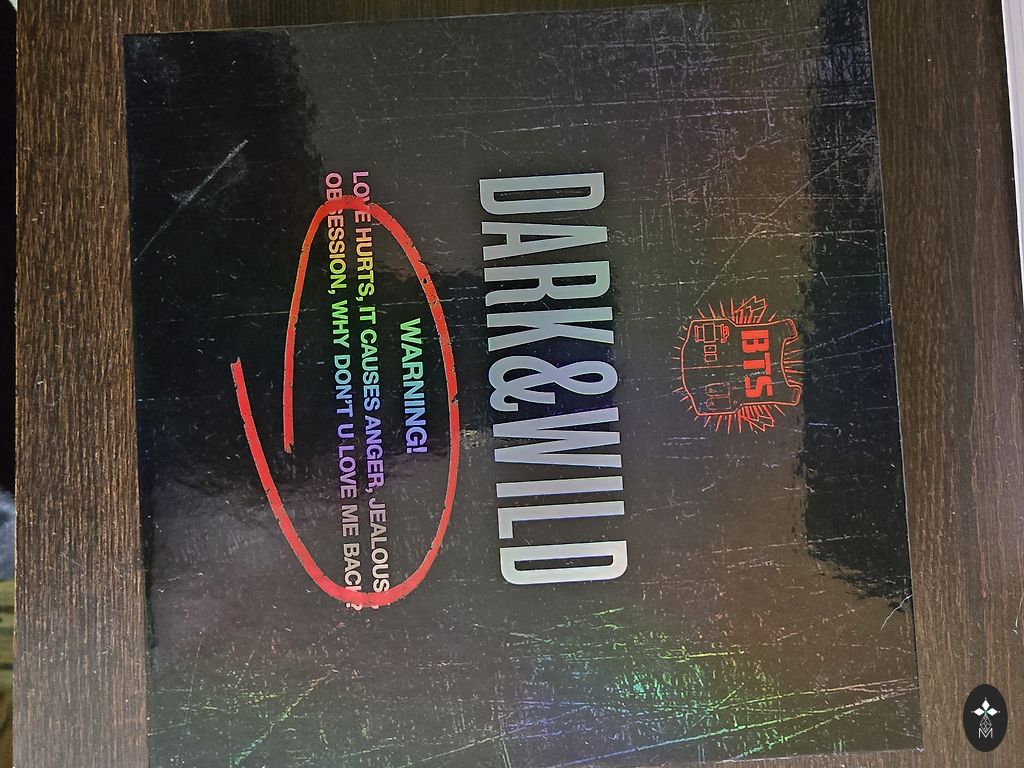 BTS
DARK&WILD
WARNING!
LOVE HURTS, IT CAUSES ANGER, JEALOUS
OBSESSION, WHY DON'T U LOVE ME BACK?
M